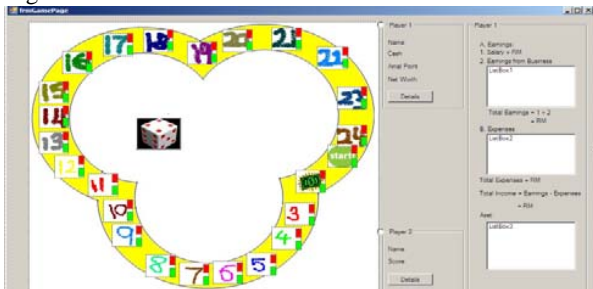 frmGamePage
15
16
17
18
19
20
21
22
23
24
start
3
4
5
6
7
8
9
10
11
12
13
14
Player 1
Name
Cash
Net Worth
Details
Player 2
Name
Score
Details
Player 1
A. Earnings:
1. Salary = RM
2. Earnings from Business
ListBox1
Total Earnings = 1 + 2
= RM
B. Expenses
ListBox2
Total Expenses = RM
Total Income = Earnings - Expenses
= RM
Aset:
ListBox3